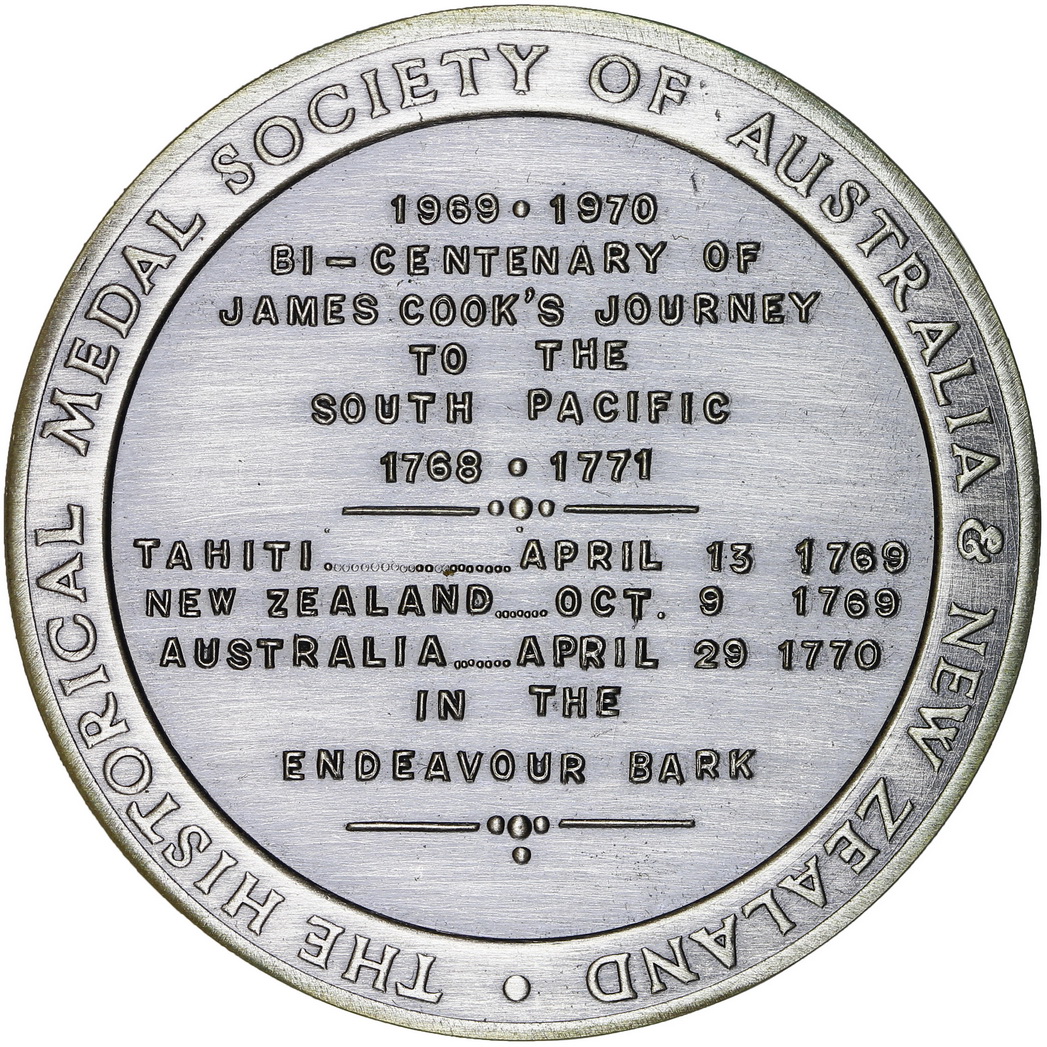 THE HISTORICAL MEDAL SOCIETY OF AUSTRALIA & NEW ZEALAND •
1969 • 1970
BI-CENTENARY OF
JAMES COOK'S JOURNEY
TO THE
SOUTH PACIFIC
1768 • 1771
TAHITI..................APRIL 13 1769
NEW ZEALAND.......OCT. 9 1769
AUSTRALIA........APRIL 29 1770
IN THE
ENDEAVOUR BARK